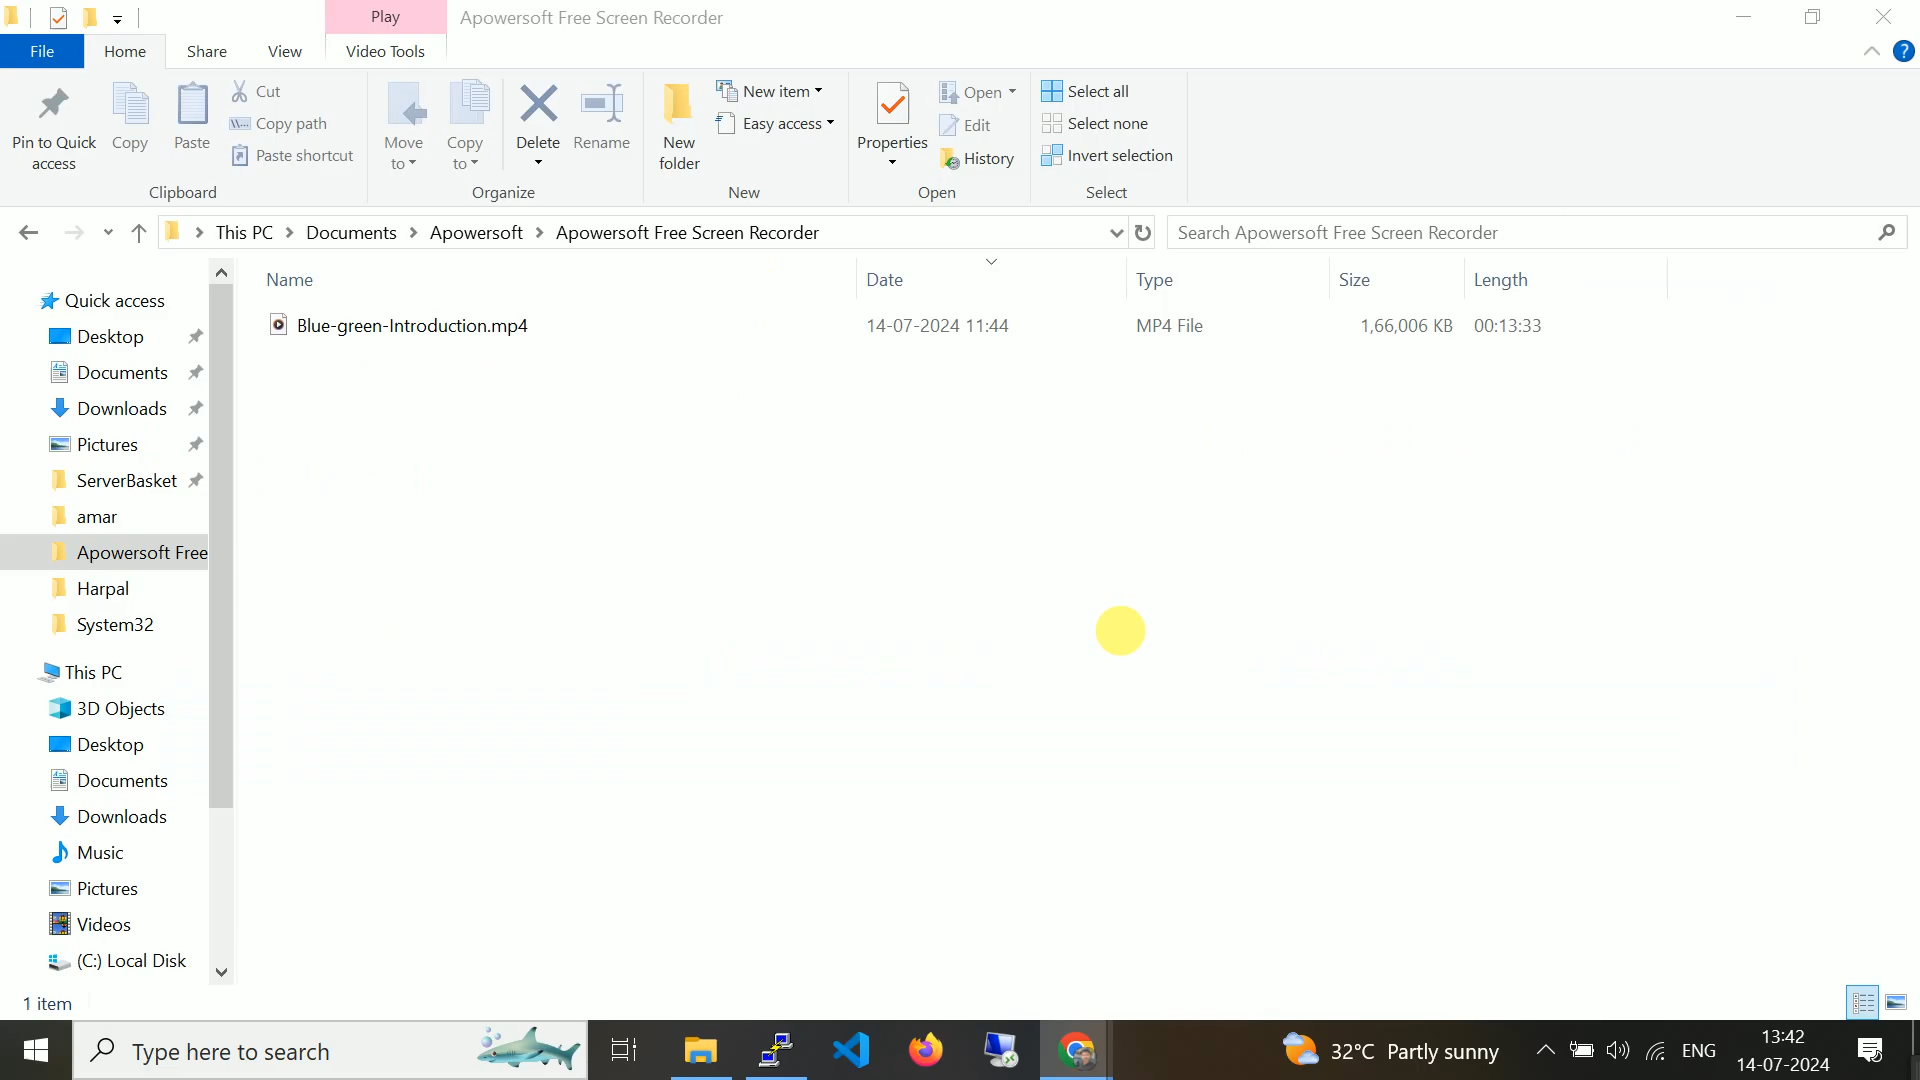 Play
Apowersoft Free Screen Recorder
File
Home
Share
View
Video Tools
Pin to Quick access
Copy
Paste
Cut
Copy path
Paste shortcut
Clipboard
Move to
Copy to
Delete
Rename
Organize
New folder
New item
Easy access
New
Properties
Open
Edit
History
Open
Select all
Select none
Invert selection
Select
This PC
Documents
Apowersoft
Apowersoft Free Screen Recorder
Search Apowersoft Free Screen Recorder
Name
Date
Type
Size
Length
Blue-green-Introduction.mp4
14-07-2024 11:44
MP4 File
1,66,006 KB
00:13:33
Quick access
Desktop
Documents
Downloads
Pictures
ServerBasket
amar
Apowersoft Free
Harpal
System32
This PC
3D Objects
Desktop
Documents
Downloads
Music
Pictures
Videos
(C:) Local Disk
1 item
Type here to search
32°C Partly sunny
ENG
13:42
14-07-2024